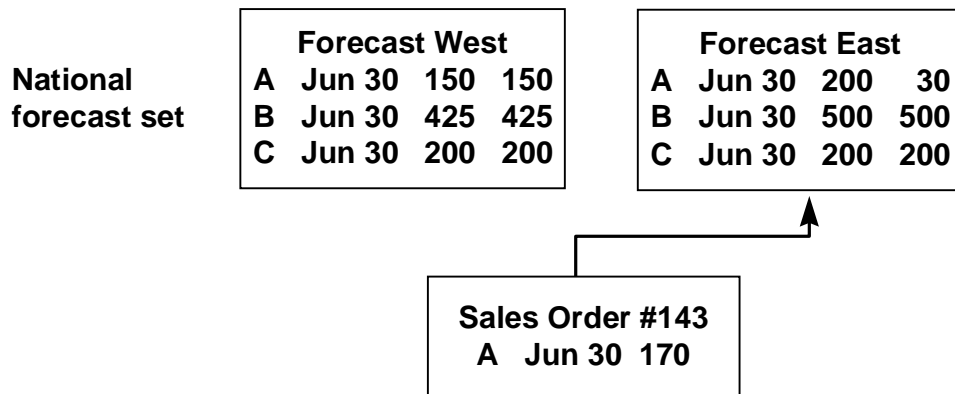 National
forecast set
Forecast West
A Jun 30 150 150
B Jun 30 425 425
C Jun 30 200 200
Forecast East
A Jun 30 200 30
B Jun 30 500 500
C Jun 30 200 200
Sales Order #143
A Jun 30 170